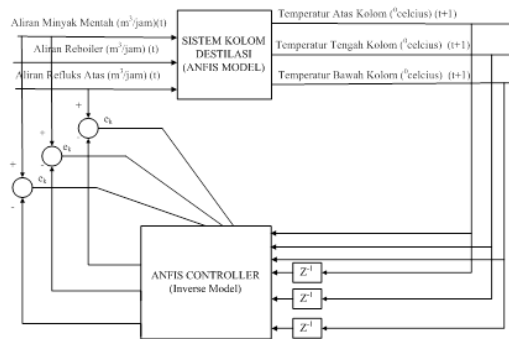 Aliran Minyak Mentah (m³/jam)(t)
Aliran Reboiler (m³/jam) (t)
Aliran Refluks Atas (m³/jam) (t)
SISTEM KOLOM
DESTILASI
(ANFIS MODEL)
Temperatur Atas Kolom (⁰celcius) (t+1)
Temperatur Tengah Kolom (⁰celcius) (t+1)
Temperatur Bawah Kolom (⁰celcius) (t+1)
+
-
eₖ
+
-
eₖ
+
-
eₖ
ANFIS CONTROLLER
(Inverse Model)
Z⁻¹
Z⁻¹
Z⁻¹